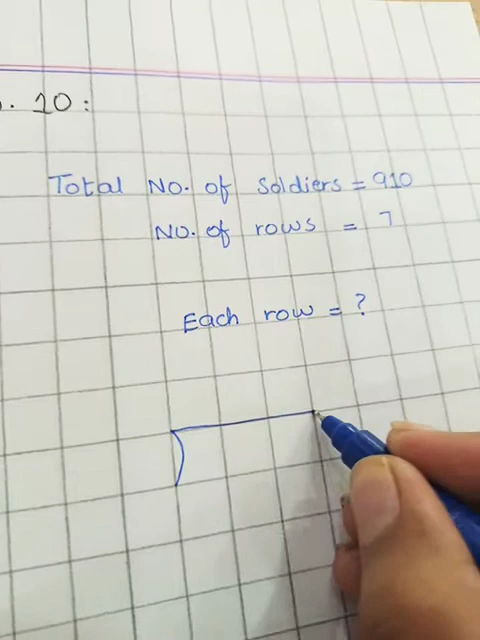 . 10:
Total No. of Soldiers = 910
No. of rows = 7
Each row = ?